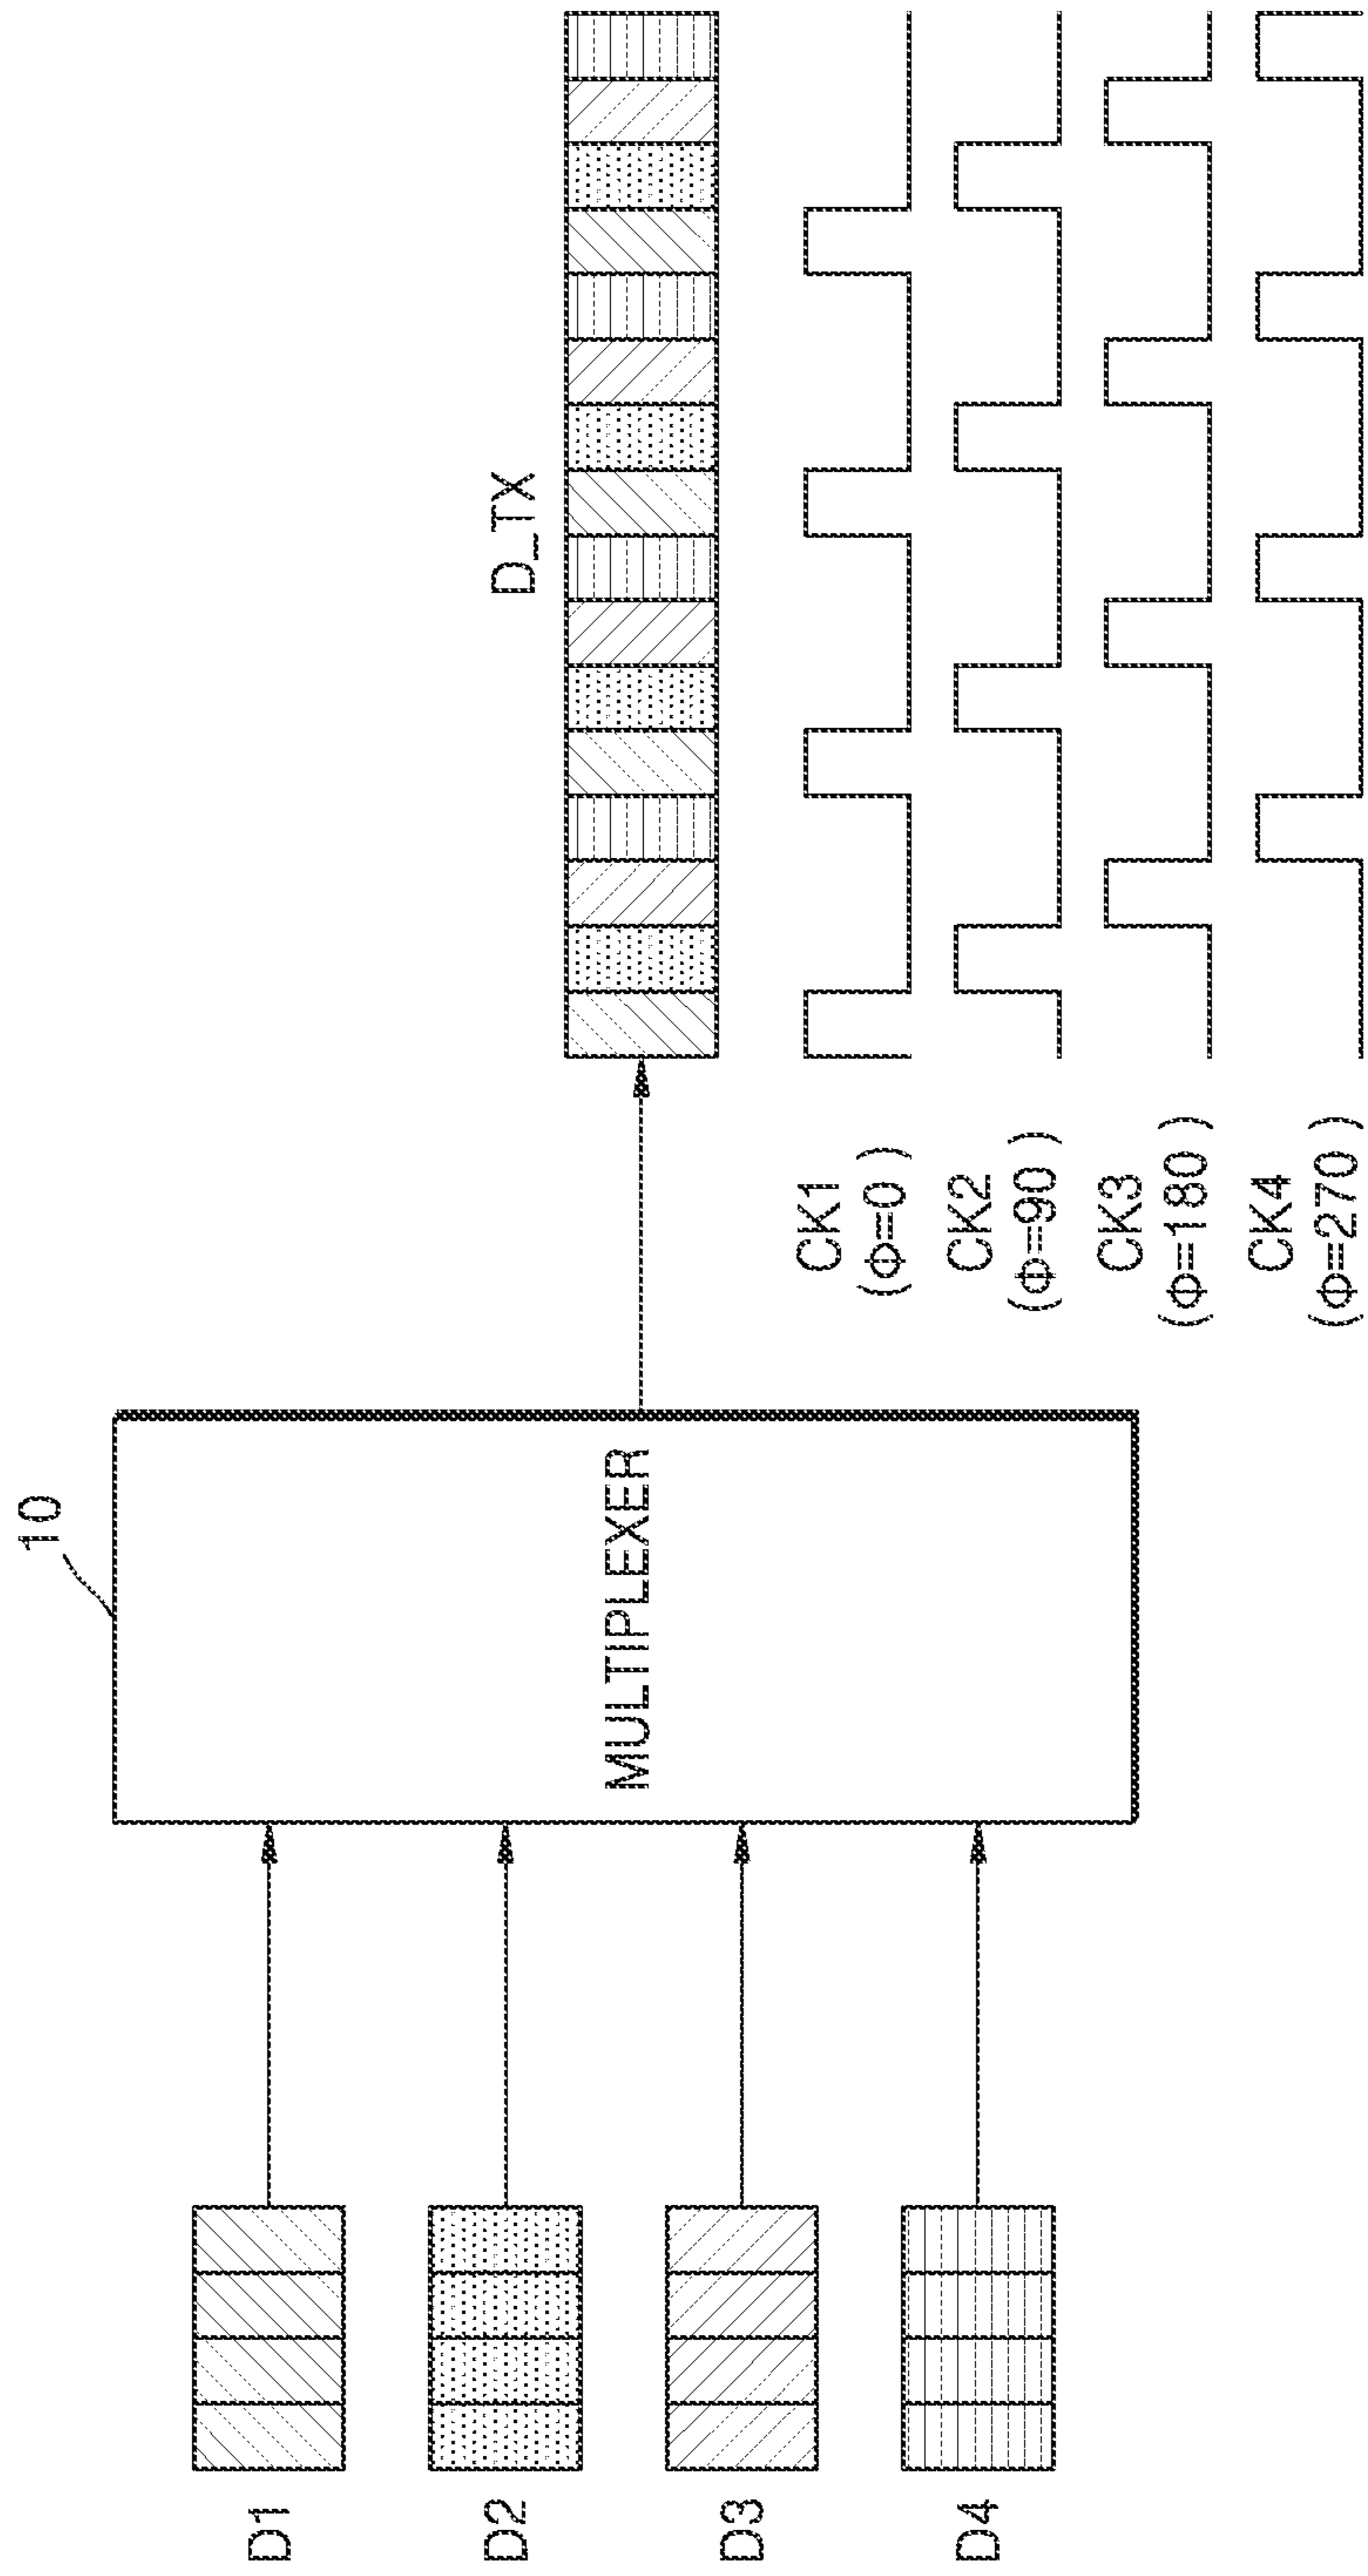 10
D1
D2
D3
D4
MULTIPLEXER
D_TX
CK1
(Φ=0 )
CK2
(Φ=90 )
CK3
(Φ=180 )
CK4
(Φ=270 )